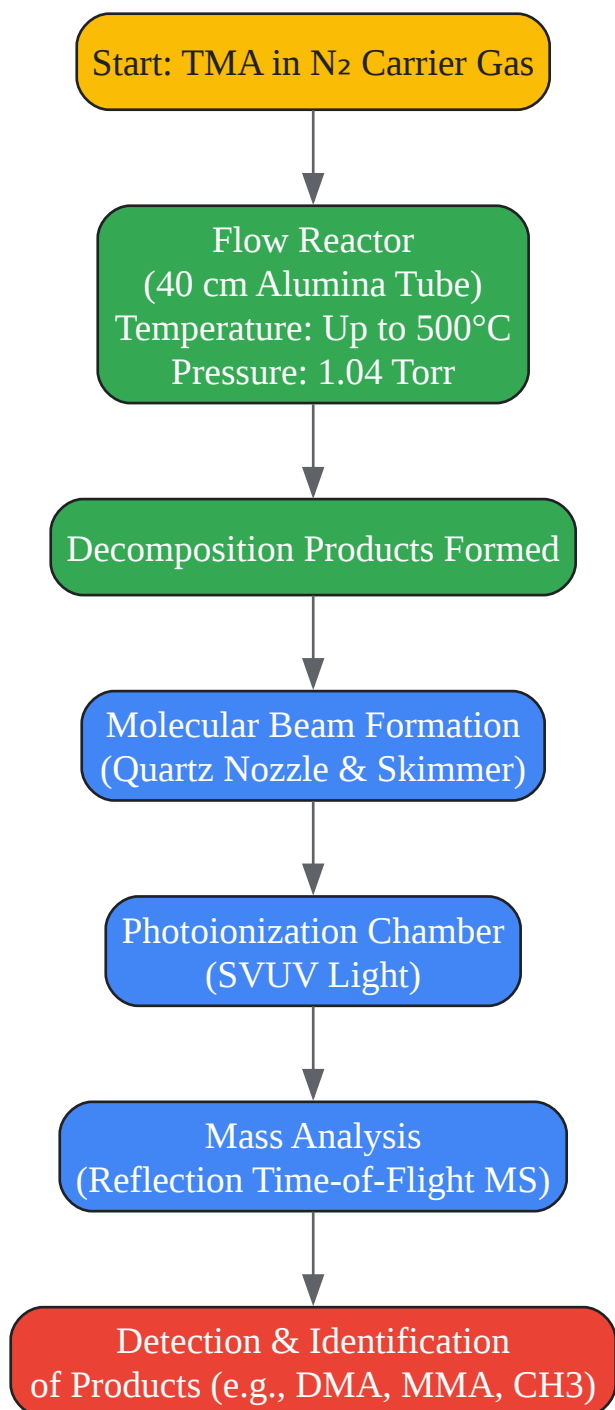 Start: TMA in N₂ Carrier Gas
Flow Reactor
(40 cm Alumina Tube)
Temperature: Up to 500°C
Pressure: 1.04 Torr
Decomposition Products Formed
Molecular Beam Formation
(Quartz Nozzle & Skimmer)
Photoionization Chamber
(SVUV Light)
Mass Analysis
(Reflection Time-of-Flight MS)
Detection & Identification
of Products (e.g., DMA, MMA, CH3)